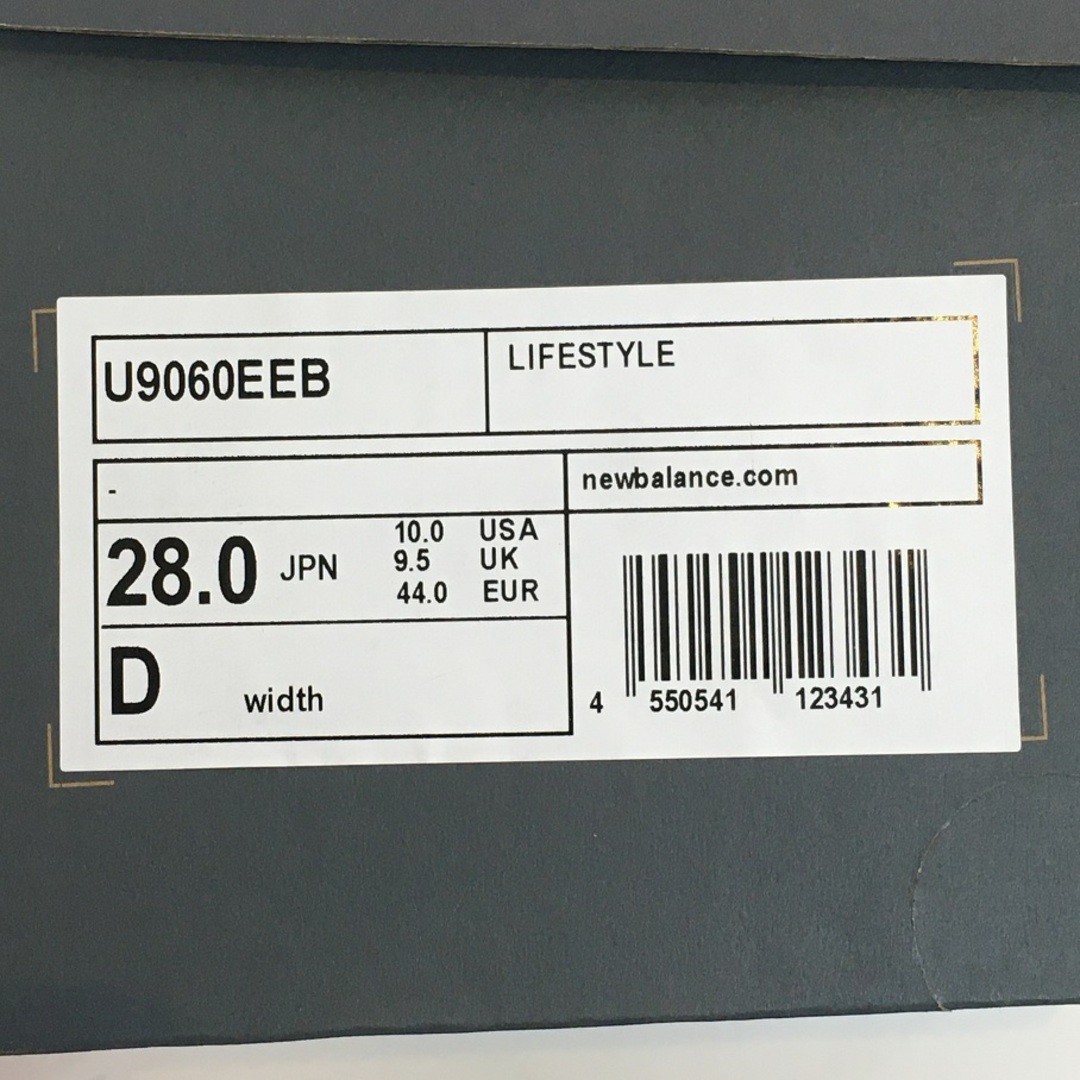 U9060EEB
LIFESTYLE
-
newbalance.com
28.0 JPN
10.0 USA
9.5 UK
44.0 EUR
D width
4 550541 123431